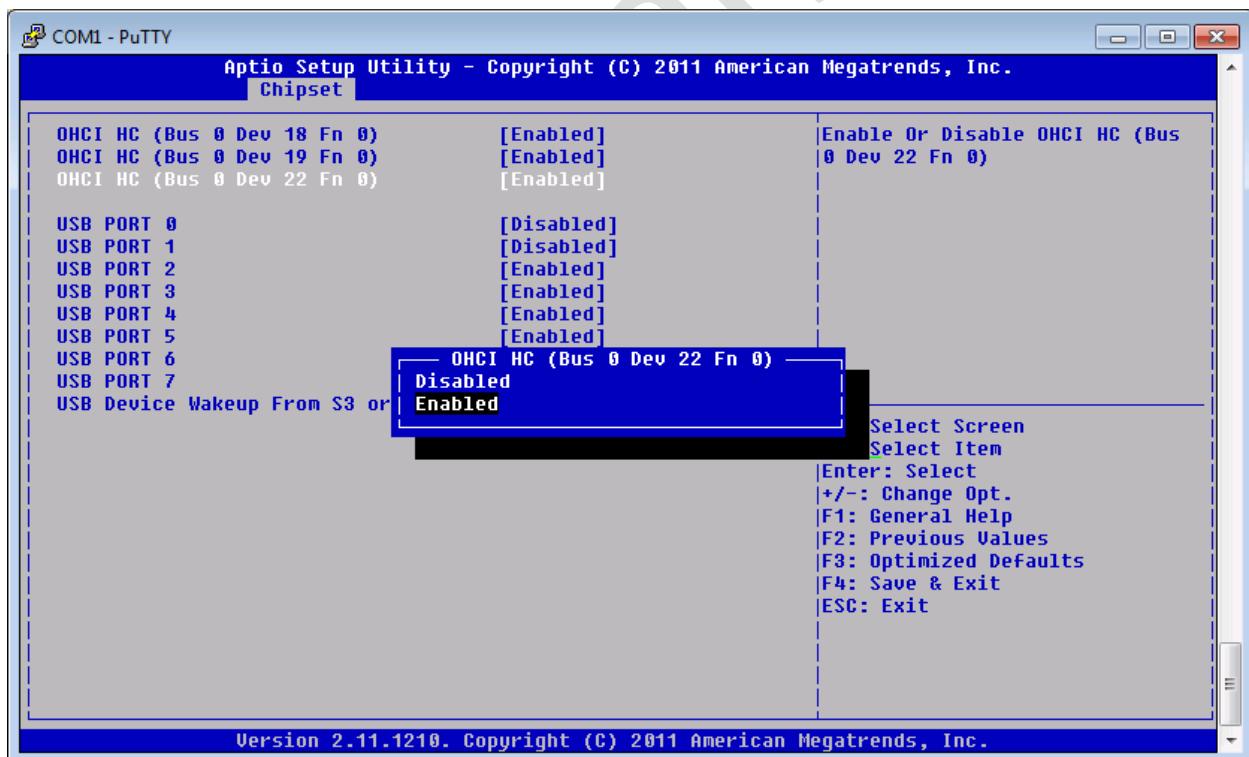 COM1 - PuTTY
Aptio Setup Utility - Copyright (C) 2011 American Megatrends, Inc.
Chipset
OHCI HC (Bus 0 Dev 18 Fn 0) [Enabled]
OHCI HC (Bus 0 Dev 19 Fn 0) [Enabled]
OHCI HC (Bus 0 Dev 22 Fn 0) [Enabled]
USB PORT 0 [Disabled]
USB PORT 1 [Disabled]
USB PORT 2 [Enabled]
USB PORT 3 [Enabled]
USB PORT 4 [Enabled]
USB PORT 5 [Enabled]
USB PORT 6
USB PORT 7
USB Device Wakeup From S3 or
OHCI HC (Bus 0 Dev 22 Fn 0)
Disabled
Enabled
Enable Or Disable OHCI HC (Bus
0 Dev 22 Fn 0)
Select Screen
Select Item
Enter: Select
+/-: Change Opt.
F1: General Help
F2: Previous Values
F3: Optimized Defaults
F4: Save & Exit
ESC: Exit
Version 2.11.1210. Copyright (C) 2011 American Megatrends, Inc.